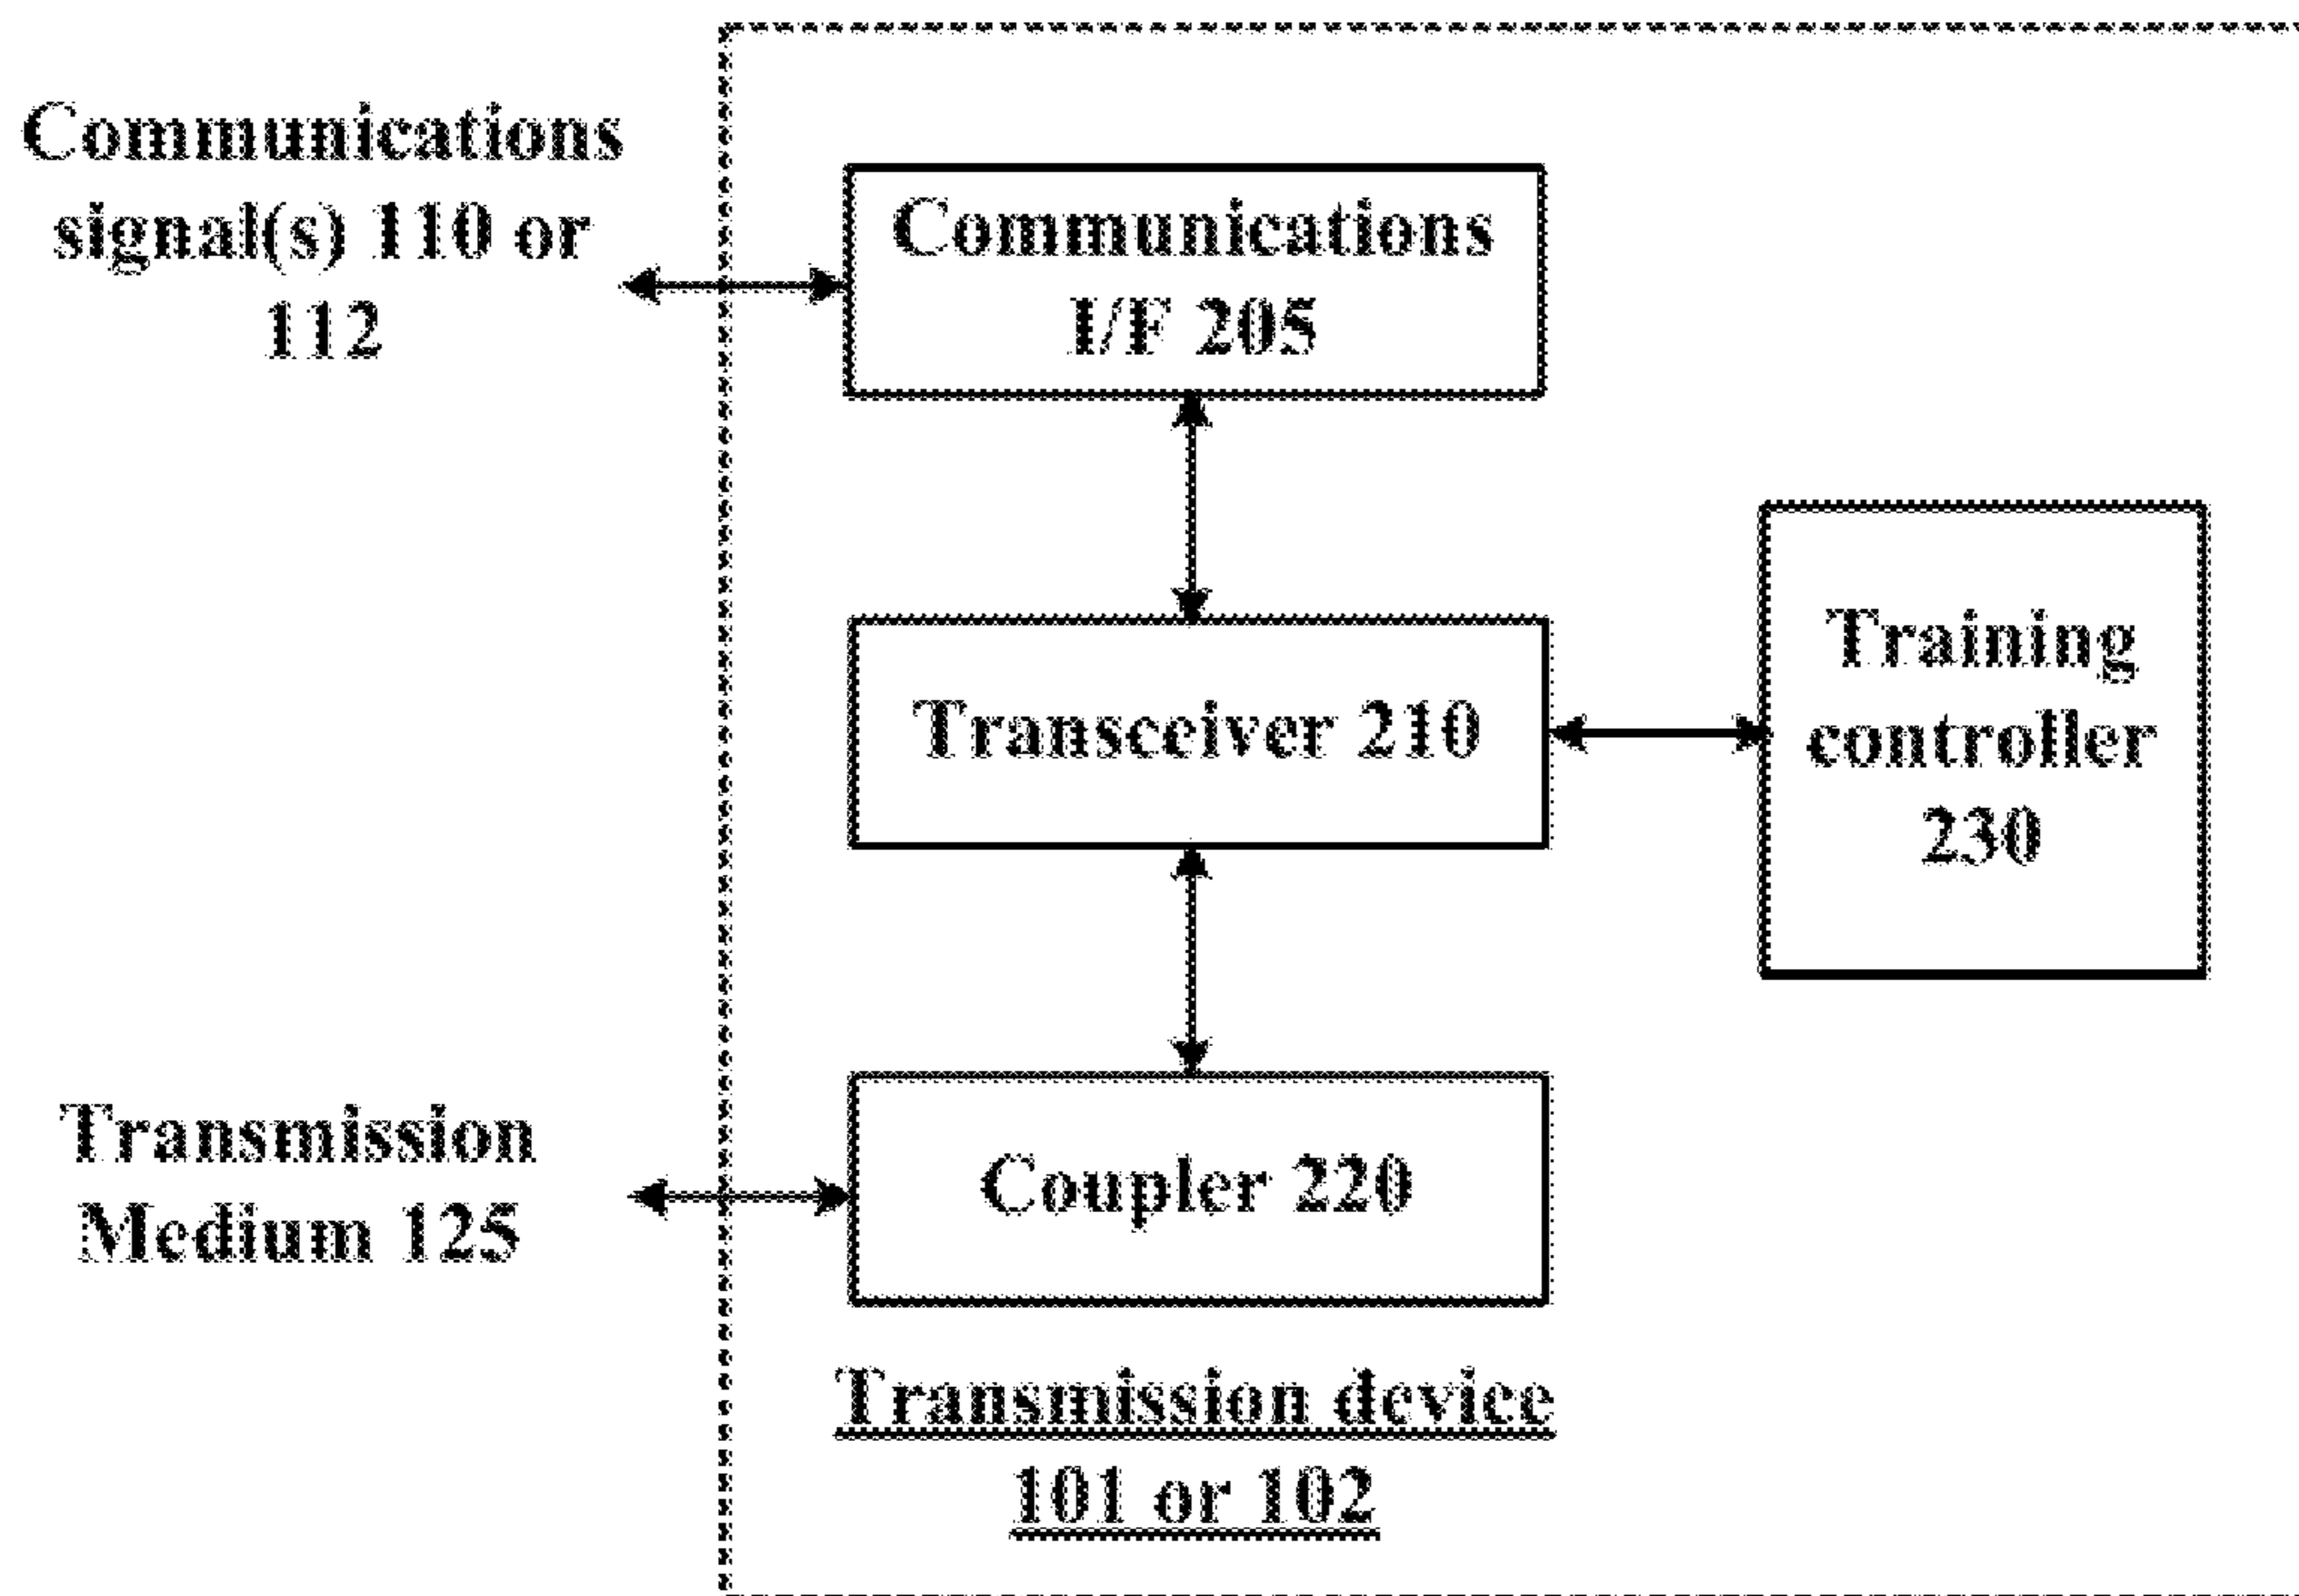 Communications
signal(s) 110 or
112
Communications
I/F 205
Transceiver 210
Training
controller
230
Transmission
Medium 125
Coupler 220
Transmission device
101 or 102